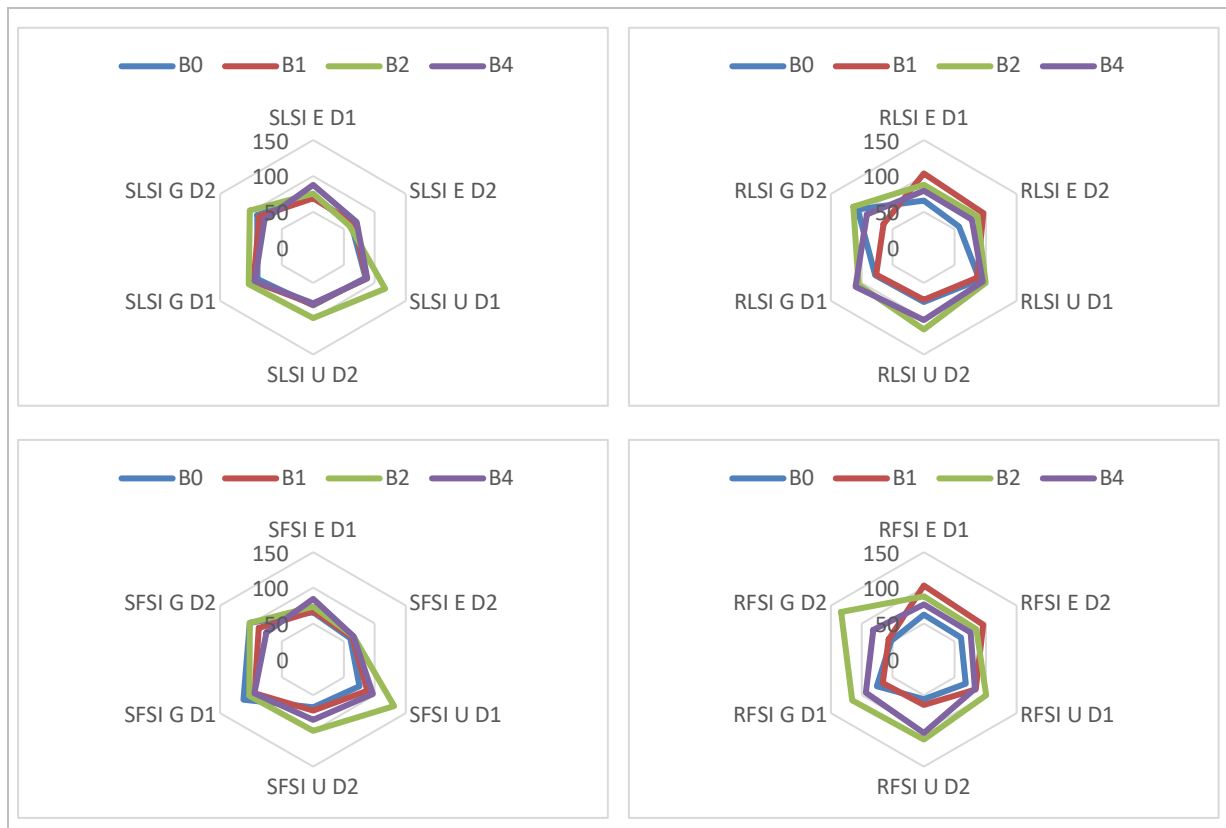 B0 B1 B2 B4
SLSI E D1
150
100
50
0
SLSI E D2
SLSI U D1
SLSI U D2
SLSI G D1
SLSI G D2
B0 B1 B2 B4
RLSI E D1
150
100
50
0
RLSI E D2
RLSI U D1
RLSI U D2
RLSI G D1
RLSI G D2
B0 B1 B2 B4
SFSI E D1
150
100
50
0
SFSI E D2
SFSI U D1
SFSI U D2
SFSI G D1
SFSI G D2
B0 B1 B2 B4
RFSI E D1
150
100
50
0
RFSI E D2
RFSI U D1
RFSI U D2
RFSI G D1
RFSI G D2